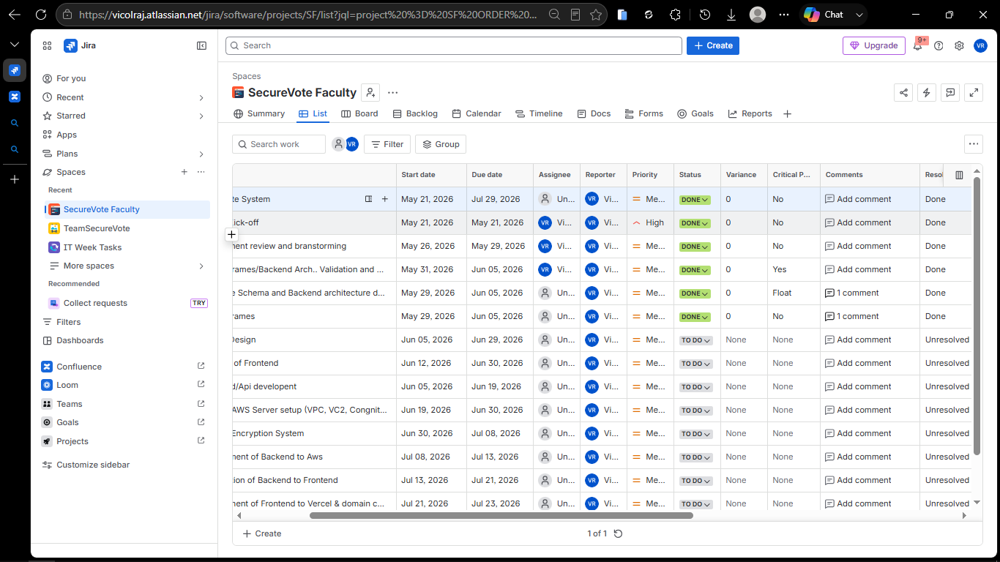 https://vicolraj.atlassian.net/jira/software/projects/SF/list?jql=project%20%3D%20SF%20ORDER%20...
Chat
Jira
Search
Create
Upgrade
9+
VR
For you
Recent
Starred
Apps
Plans
Spaces
Recent
SecureVote Faculty
TeamSecureVote
IT Week Tasks
More spaces
Recommended
Collect requests TRY
Filters
Dashboards
Confluence
Loom
Teams
Goals
Projects
Customize sidebar
Spaces
SecureVote Faculty
Summary List Board Backlog Calendar Timeline Docs Forms Goals Reports
Search work VR Filter Group
Start date Due date Assignee Reporter Priority Status Variance Critical P... Comments Resol
te System May 21, 2026 Jul 29, 2026 Un... VR Vi... Me... DONE 0 No Add comment Done
ick-off May 21, 2026 May 21, 2026 VR Vi... VR Vi... High DONE 0 No Add comment Done
nent review and branstorming May 26, 2026 May 29, 2026 VR Vi... VR Vi... Me... DONE 0 No Add comment Done
rames/Backend Arch.. Validation and ... May 31, 2026 Jun 05, 2026 VR Vi... VR Vi... Me... DONE 0 Yes Add comment Done
e Schema and Backend architecture d... May 29, 2026 Jun 05, 2026 Un... VR Vi... Me... DONE 0 Float 1 comment Done
rames May 29, 2026 Jun 05, 2026 Un... VR Vi... Me... DONE 0 No 1 comment Done
Design Jun 05, 2026 Jun 29, 2026 Un... VR Vi... Me... TO DO None None Add comment Unresolved
of Frontend Jun 12, 2026 Jun 30, 2026 Un... VR Vi... Me... TO DO None None Add comment Unresolved
d/Api developent Jun 05, 2026 Jun 19, 2026 Un... VR Vi... Me... TO DO None None Add comment Unresolved
AWS Server setup (VPC, VC2, Congnit... Jun 19, 2026 Jun 30, 2026 Un... VR Vi... Me... TO DO None None Add comment Unresolved
Encryption System Jun 30, 2026 Jul 08, 2026 Un... VR Vi... Me... TO DO None None Add comment Unresolved
nent of Backend to Aws Jul 08, 2026 Jul 13, 2026 Un... VR Vi... Me... TO DO None None Add comment Unresolved
tion of Backend to Frontend Jul 13, 2026 Jul 21, 2026 Un... VR Vi... Me... TO DO None None Add comment Unresolved
nent of Frontend to Vercel & domain c... Jul 21, 2026 Jul 23, 2026 Un... VR Vi... Me... TO DO None None Add comment Unresolved
Create
1 of 1